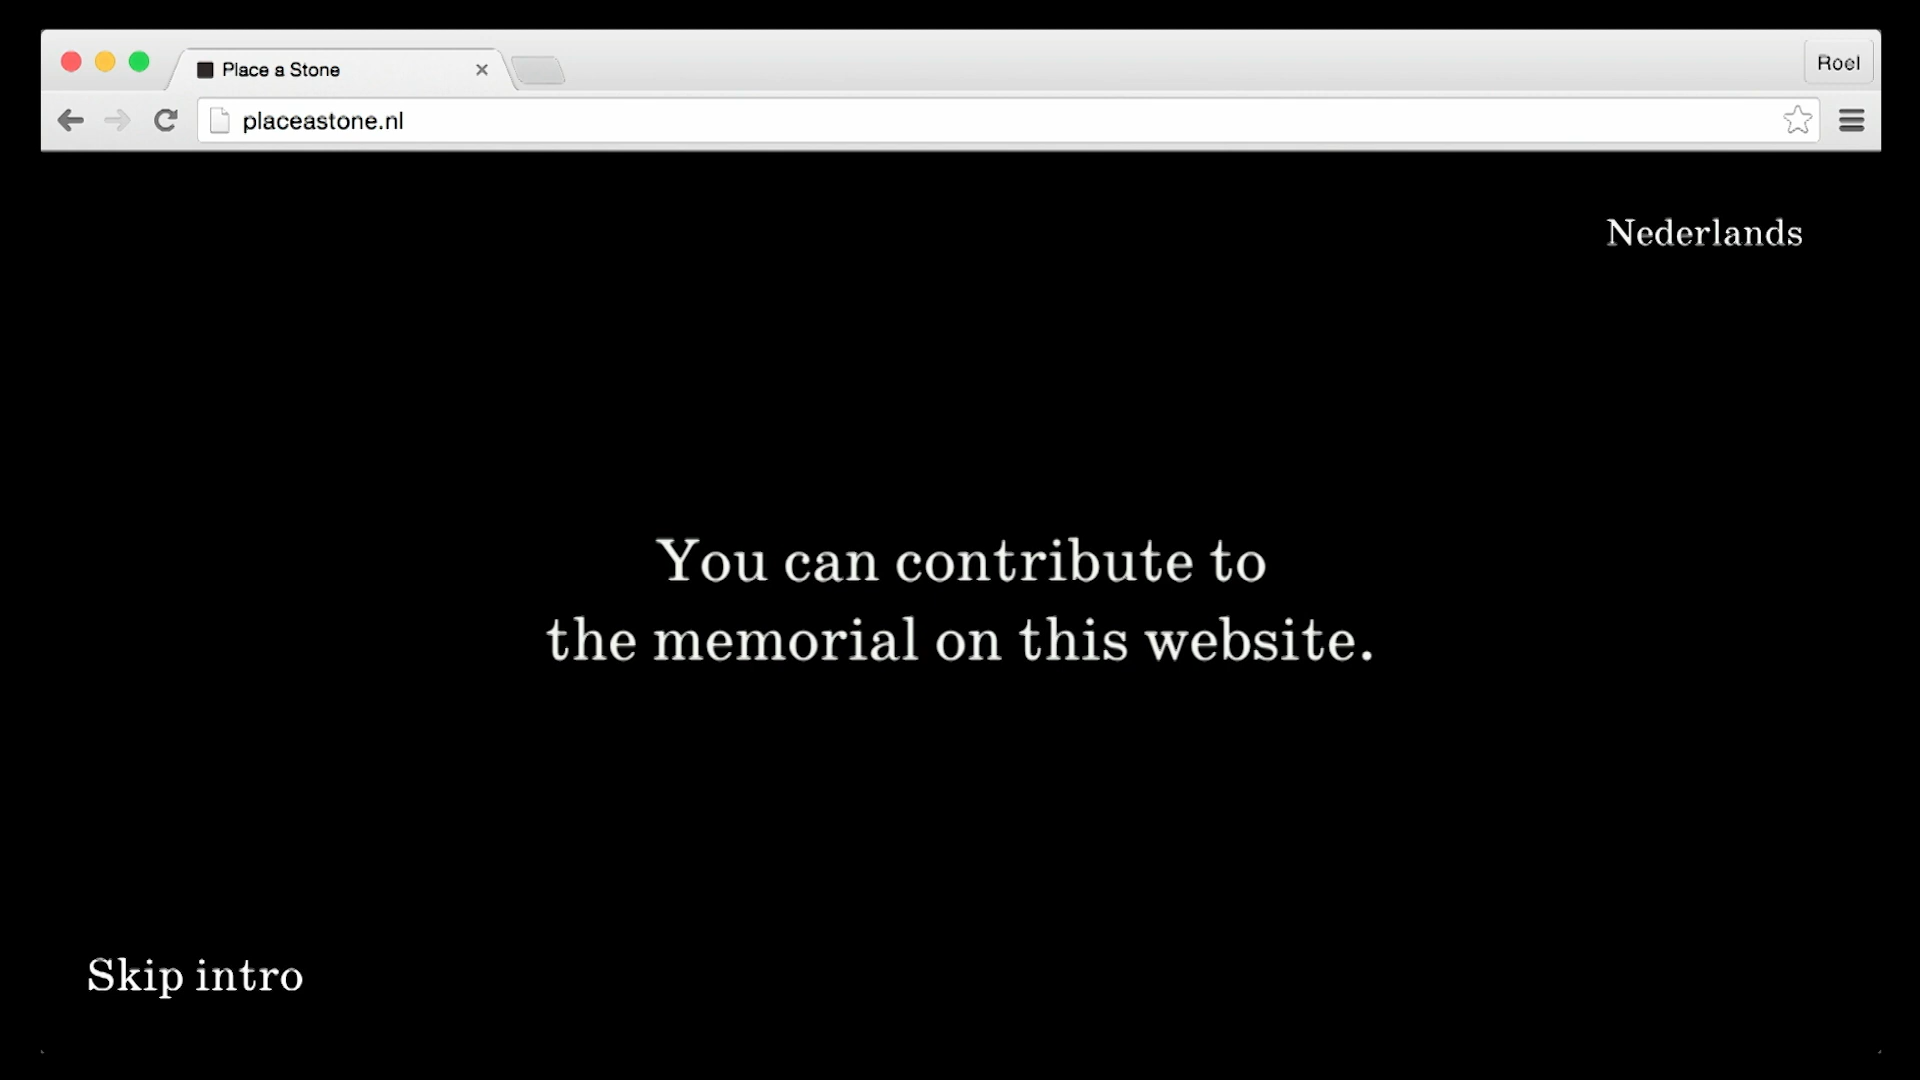 Place a Stone
Roel
placeastone.nl
Nederlands
You can contribute to
the memorial on this website.
Skip intro